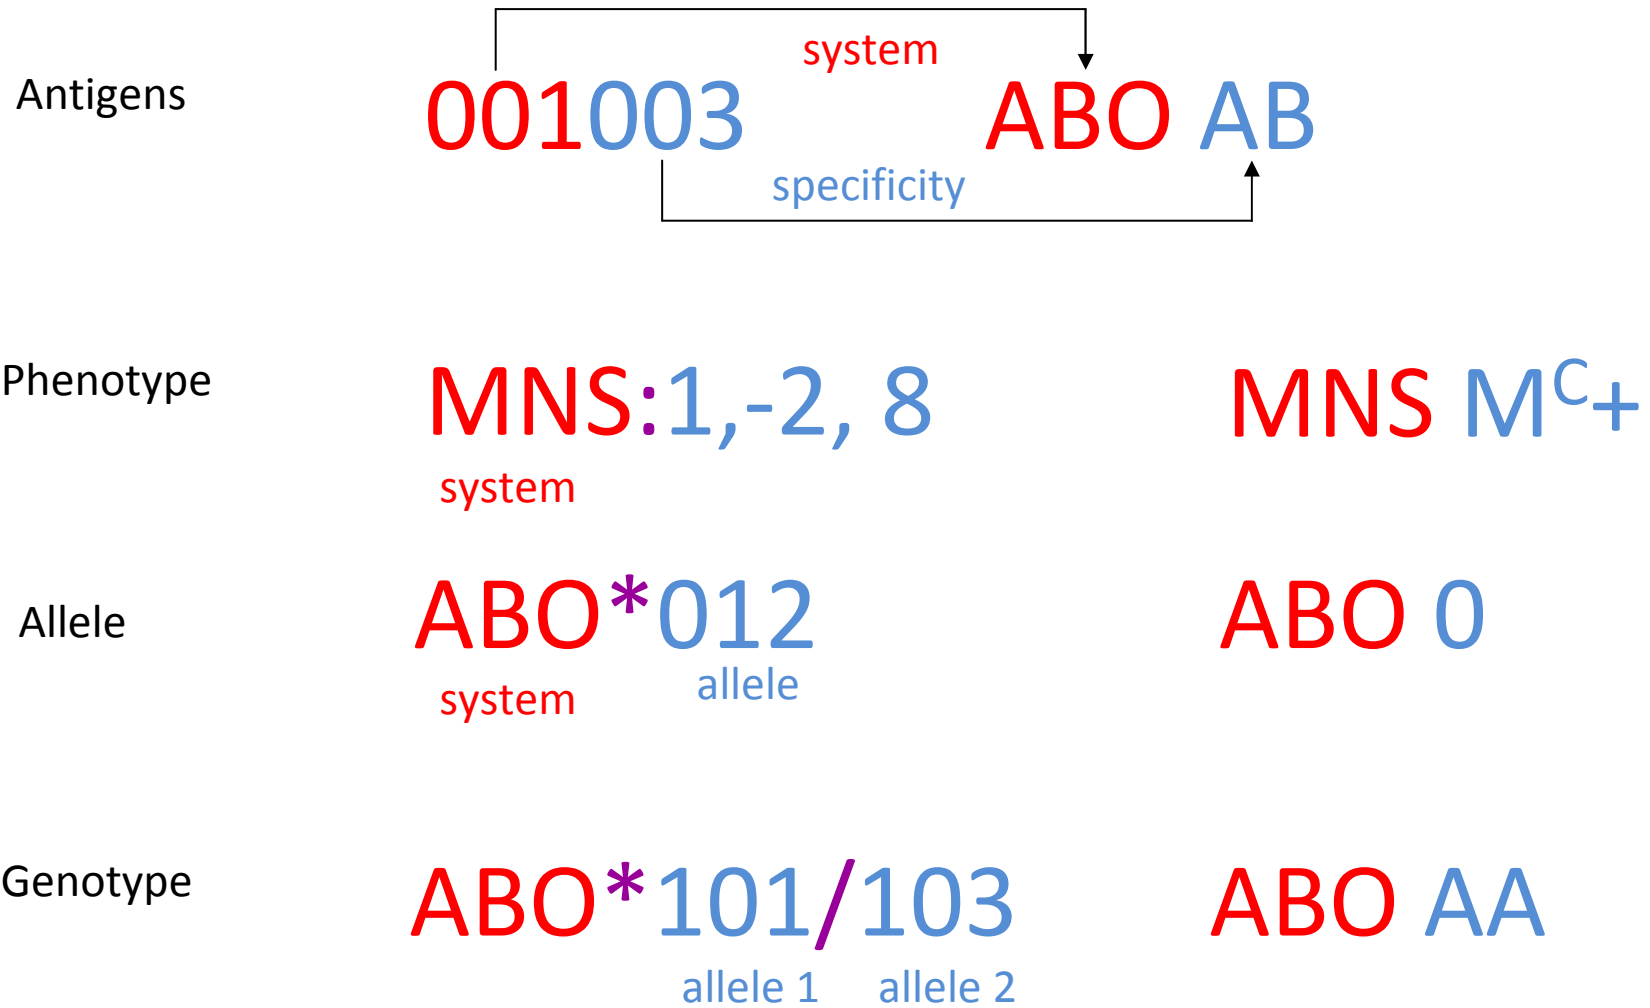 system
Antigens 001003 ABO AB
specificity
Phenotype MNS:1,-2, 8 MNS Mᶜ+
system
Allele ABO*012 ABO 0
system allele
Genotype ABO*101/103 ABO AA
allele 1 allele 2